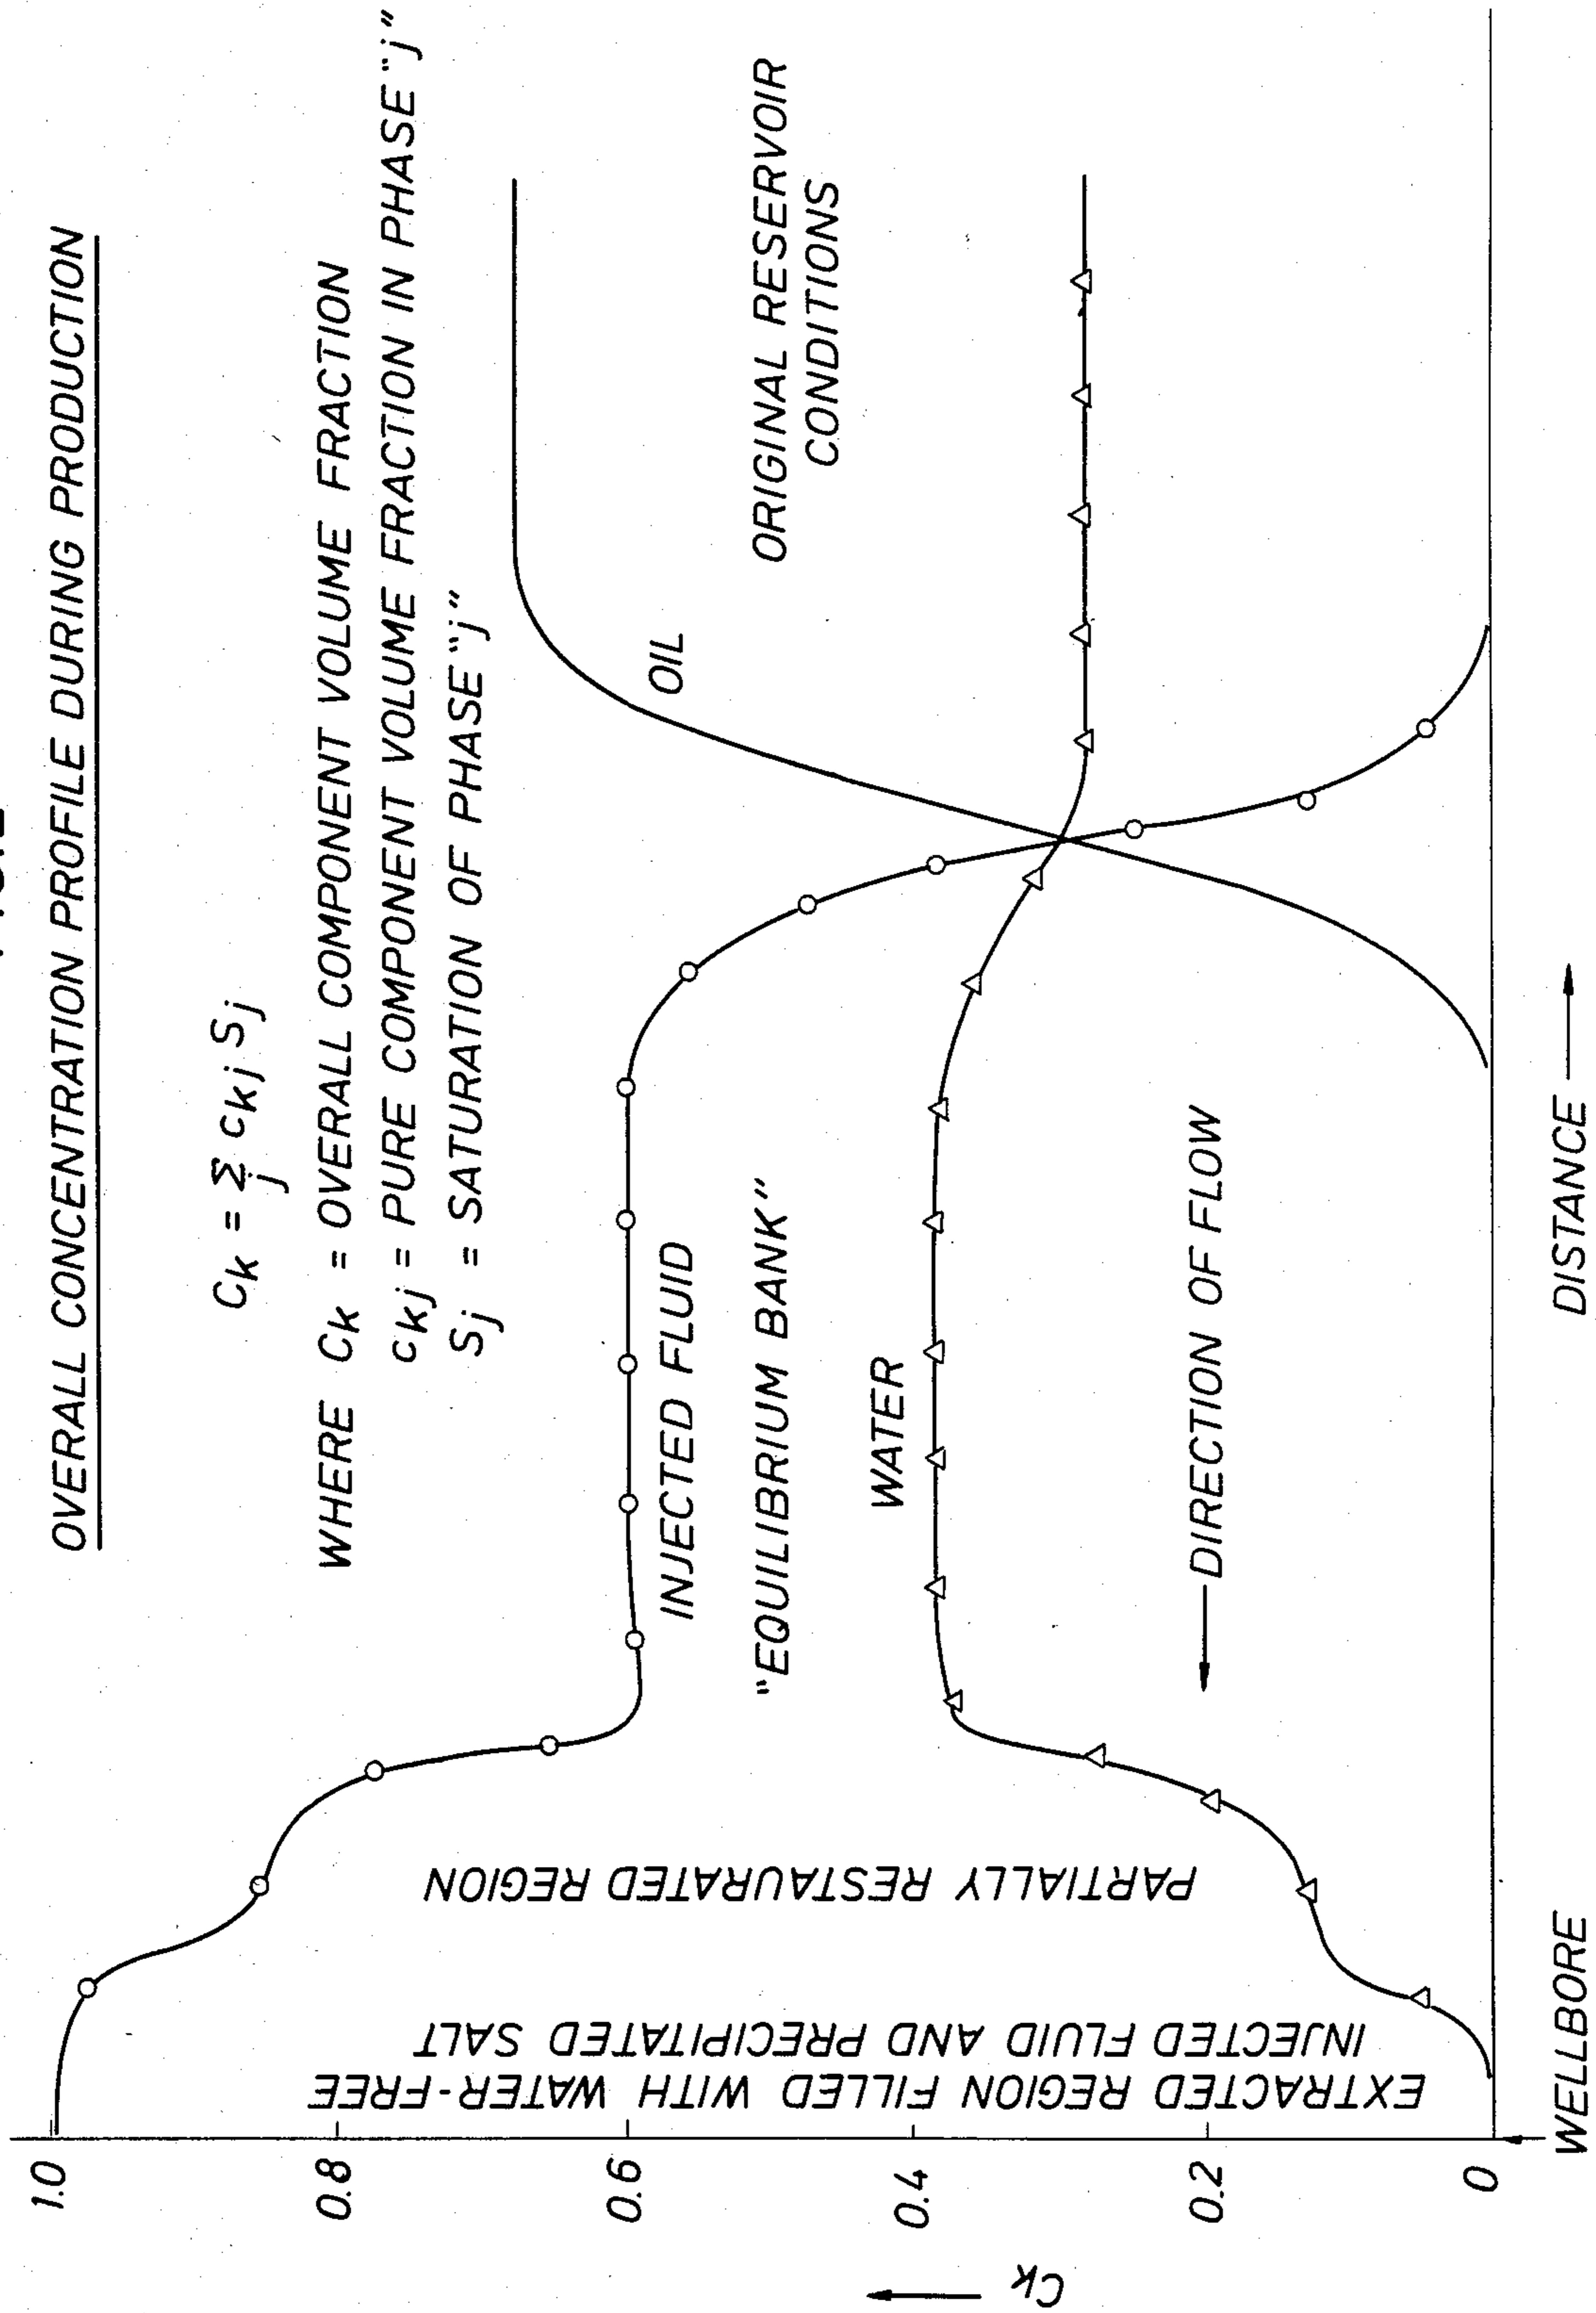 OVERALL CONCENTRATION PROFILE DURING PRODUCTION
Ck = Σj ckj Sj
WHERE Ck = OVERALL COMPONENT VOLUME FRACTION
ckj = PURE COMPONENT VOLUME FRACTION IN PHASE "j"
Sj = SATURATION OF PHASE "j"
1.0
0.8
0.6
0.4
0.2
0
Ck
EXTRACTED REGION FILLED WITH WATER-FREE
INJECTED FLUID AND PRECIPITATED SALT
PARTIALLY RESTAURATED REGION
INJECTED FLUID
"EQUILIBRIUM BANK"
WATER
DIRECTION OF FLOW
OIL
ORIGINAL RESERVOIR
CONDITIONS
WELLBORE
DISTANCE